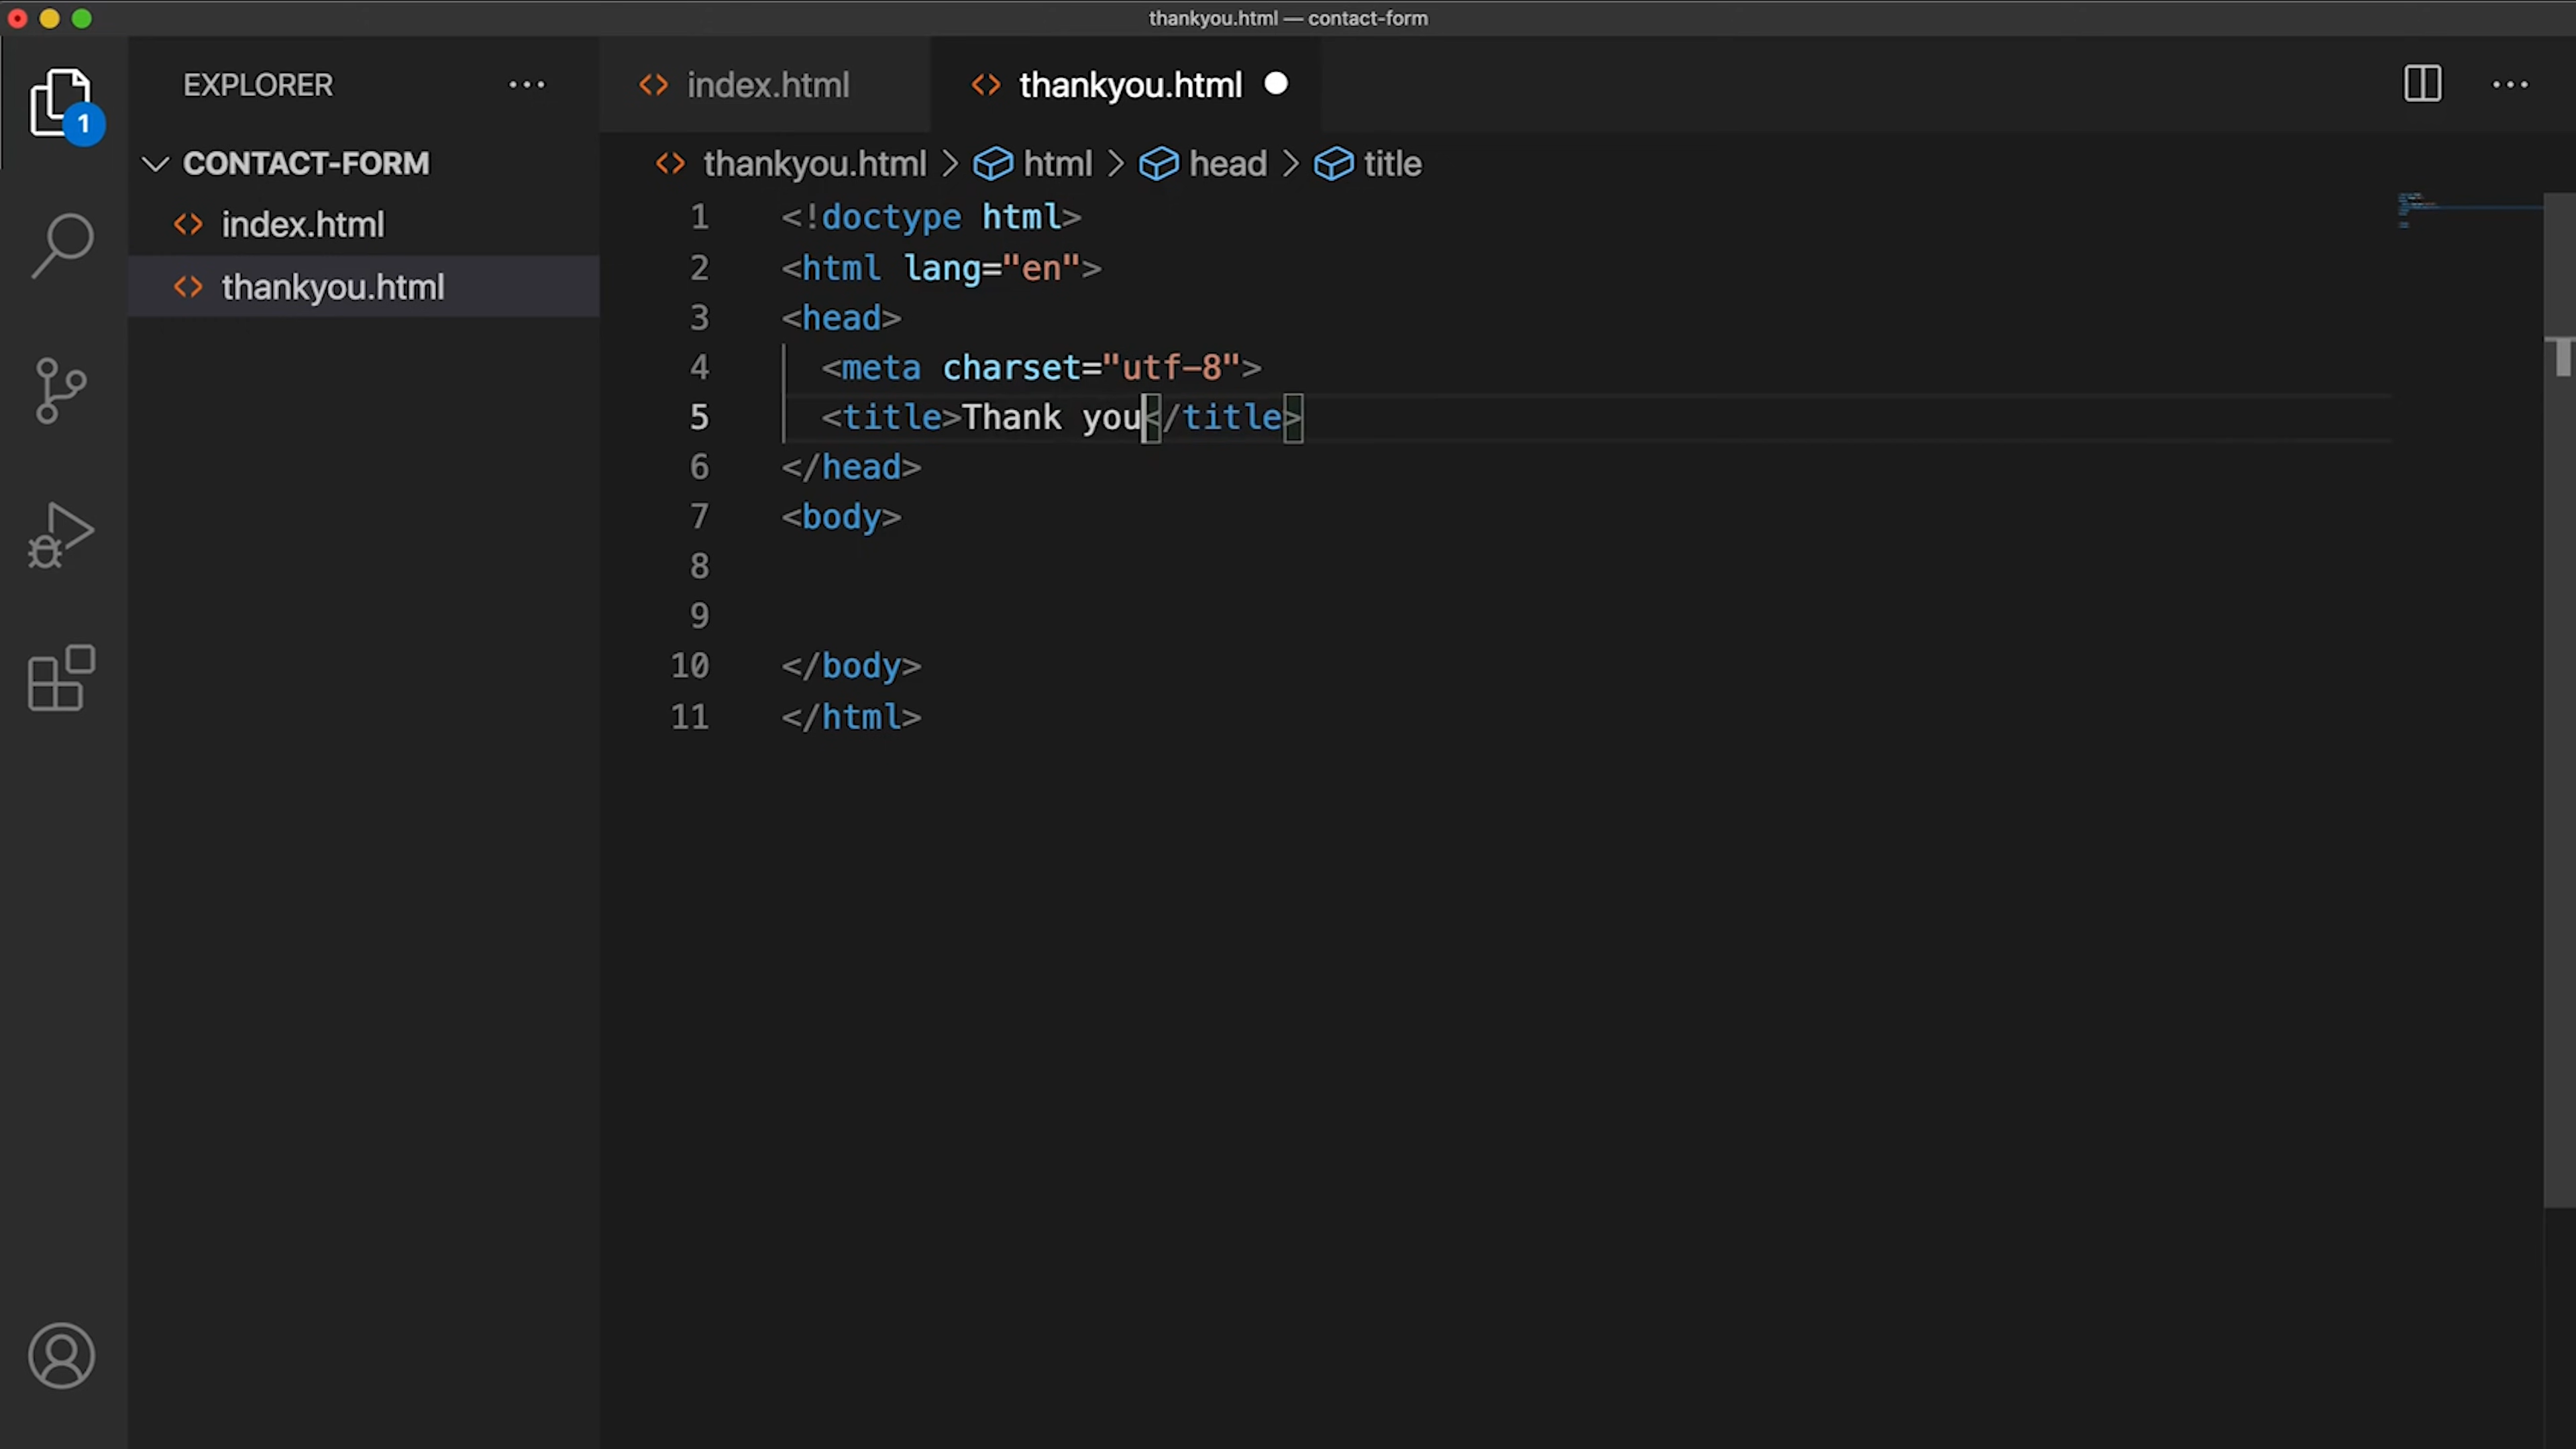 thankyou.html — contact-form
EXPLORER
1
CONTACT-FORM
index.html
thankyou.html
index.html
thankyou.html
thankyou.html > html > head > title
1 <!doctype html>
2 <html lang="en">
3 <head>
4 <meta charset="utf-8">
5 <title>Thank you</title>
6 </head>
7 <body>
8
9
10 </body>
11 </html>